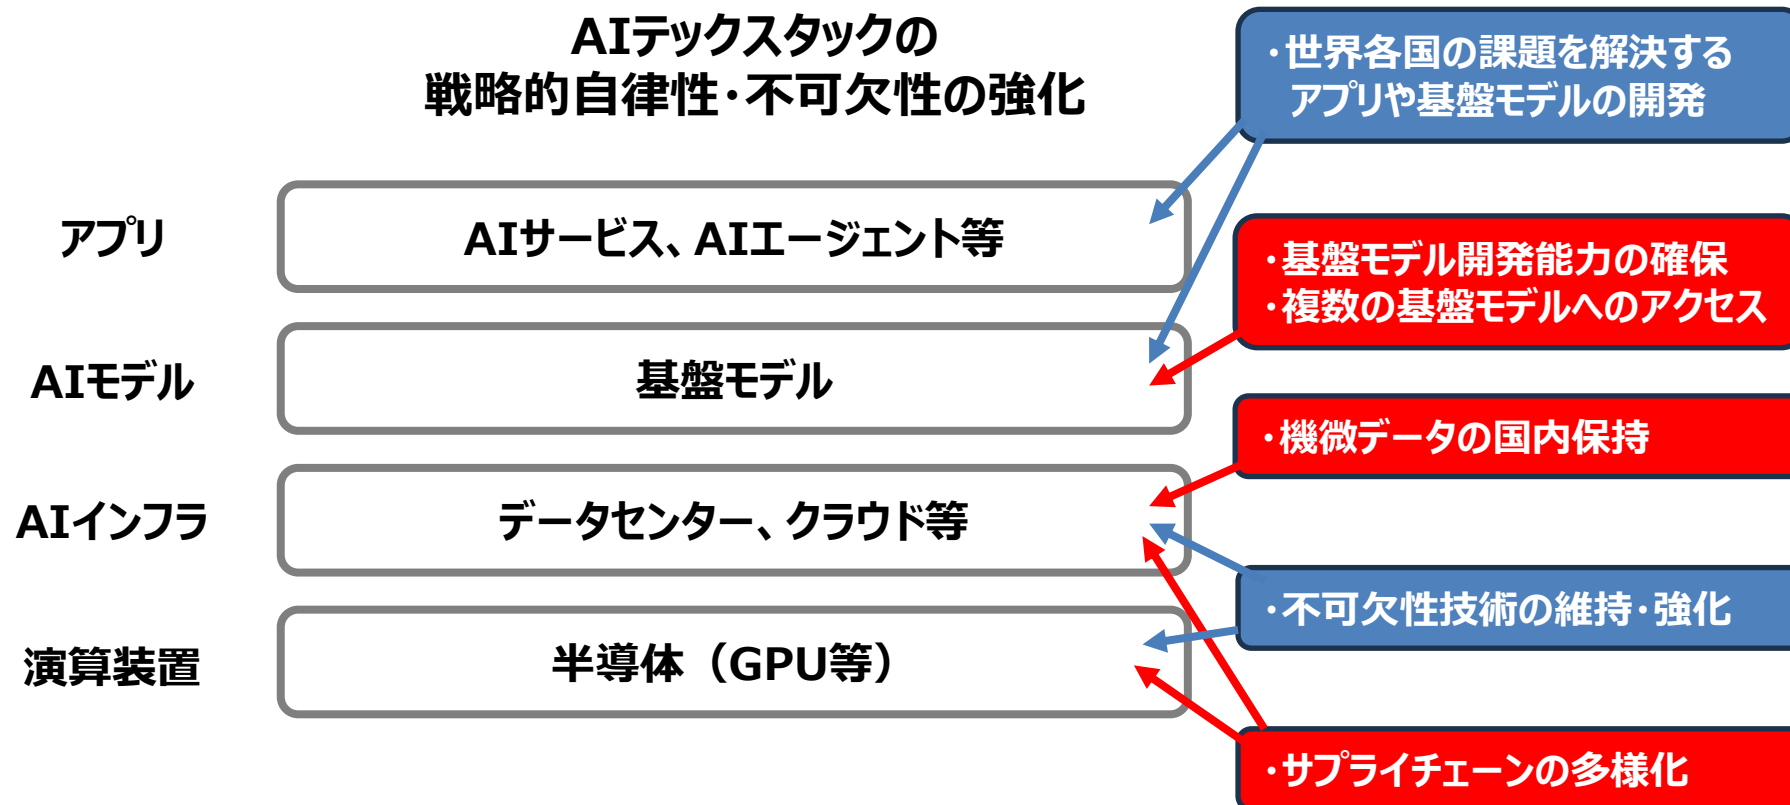 AIテックスタックの
戦略的自律性・不可欠性の強化
・世界各国の課題を解決する
アプリや基盤モデルの開発
アプリ
AIサービス、AIエージェント等
・基盤モデル開発能力の確保
・複数の基盤モデルへのアクセス
AIモデル
基盤モデル
・機微データの国内保持
AIインフラ
データセンター、クラウド等
・不可欠性技術の維持・強化
演算装置
半導体（GPU等）
・サプライチェーンの多様化